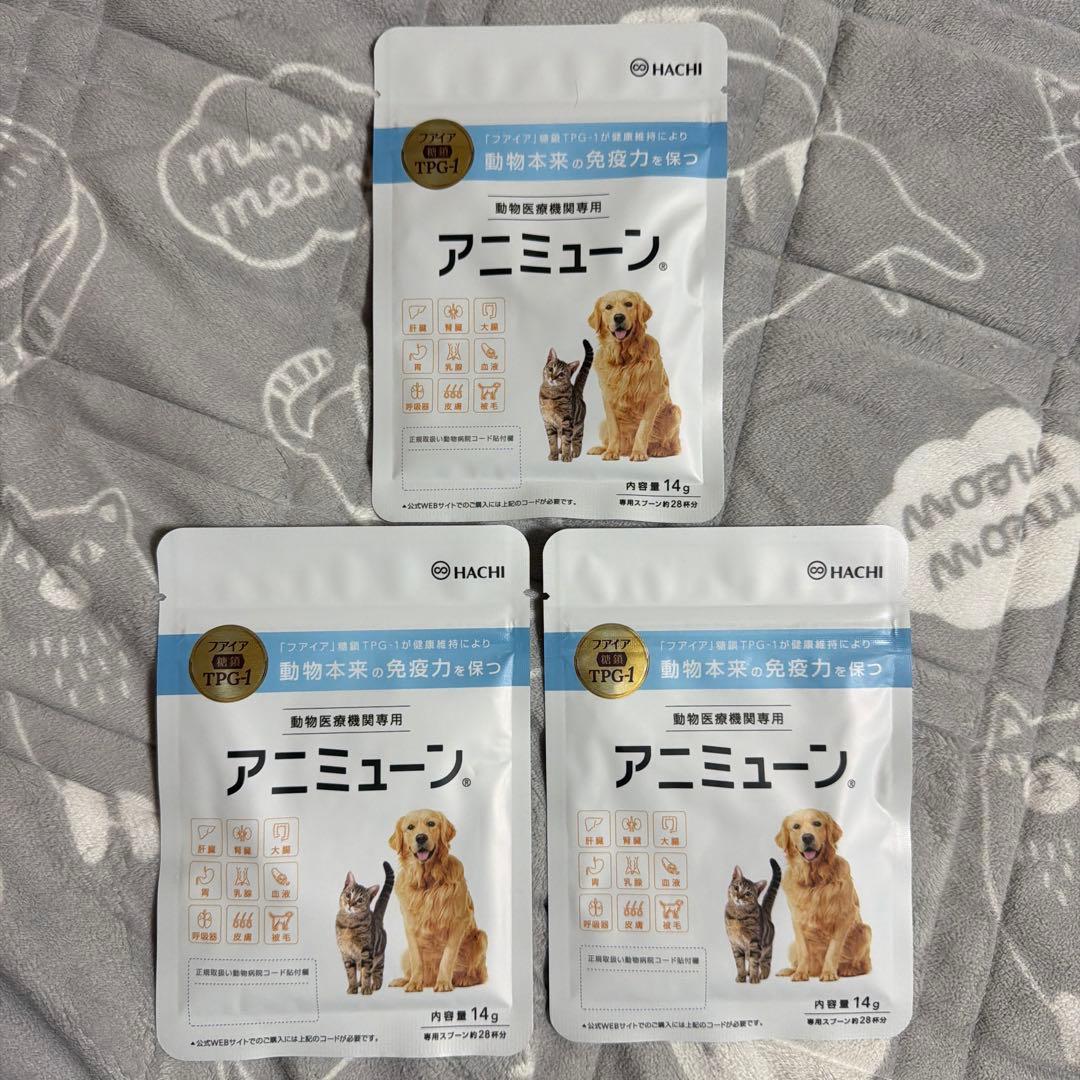 meow
meo
HACHI
フアイア
糖鎖
TPG-1
「フアイア」糖鎖TPG-1が健康維持により
動物本来の免疫力を保つ
動物医療機関専用
アニミューン®
肝臓 腎臓 大腸
胃 乳腺 血液
呼吸器 皮膚 被毛
正規取扱い動物病院コード貼付欄
内容量 14g
専用スプーン約28杯分
▲公式WEBサイトでのご購入には上記のコードが必要です。
meow
meow
HACHI
フアイア
糖鎖
TPG-1
「フアイア」糖鎖TPG-1が健康維持により
動物本来の免疫力を保つ
動物医療機関専用
アニミューン®
肝臓 腎臓 大腸
胃 乳腺 血液
呼吸器 皮膚 被毛
正規取扱い動物病院コード貼付欄
内容量 14g
専用スプーン約28杯分
▲公式WEBサイトでのご購入には上記のコードが必要です。
HACHI
フアイア
糖鎖
TPG-1
「フアイア」糖鎖TPG-1が健康維持により
動物本来の免疫力を保つ
動物医療機関専用
アニミューン®
肝臓 腎臓 大腸
胃 乳腺 血液
呼吸器 皮膚 被毛
正規取扱い動物病院コード貼付欄
内容量 14g
専用スプーン約28杯分
▲公式WEBサイトでのご購入には上記のコードが必要です。